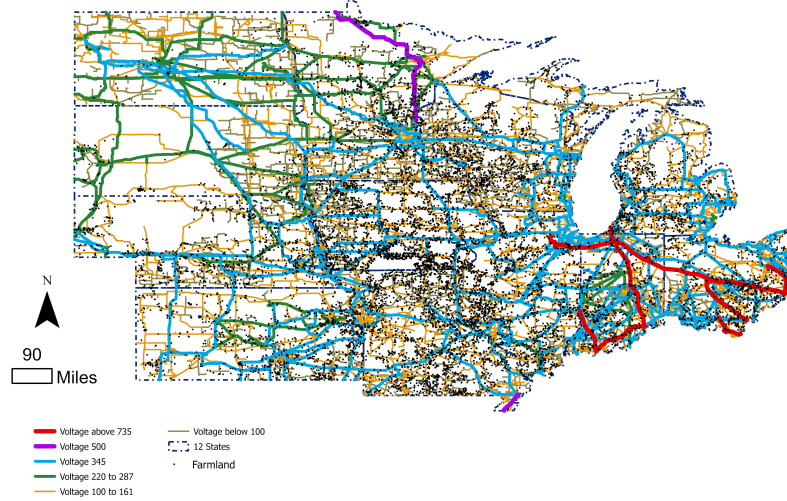 N
90
Miles
Voltage above 735
Voltage 500
Voltage 345
Voltage 220 to 287
Voltage 100 to 161
Voltage below 100
12 States
Farmland